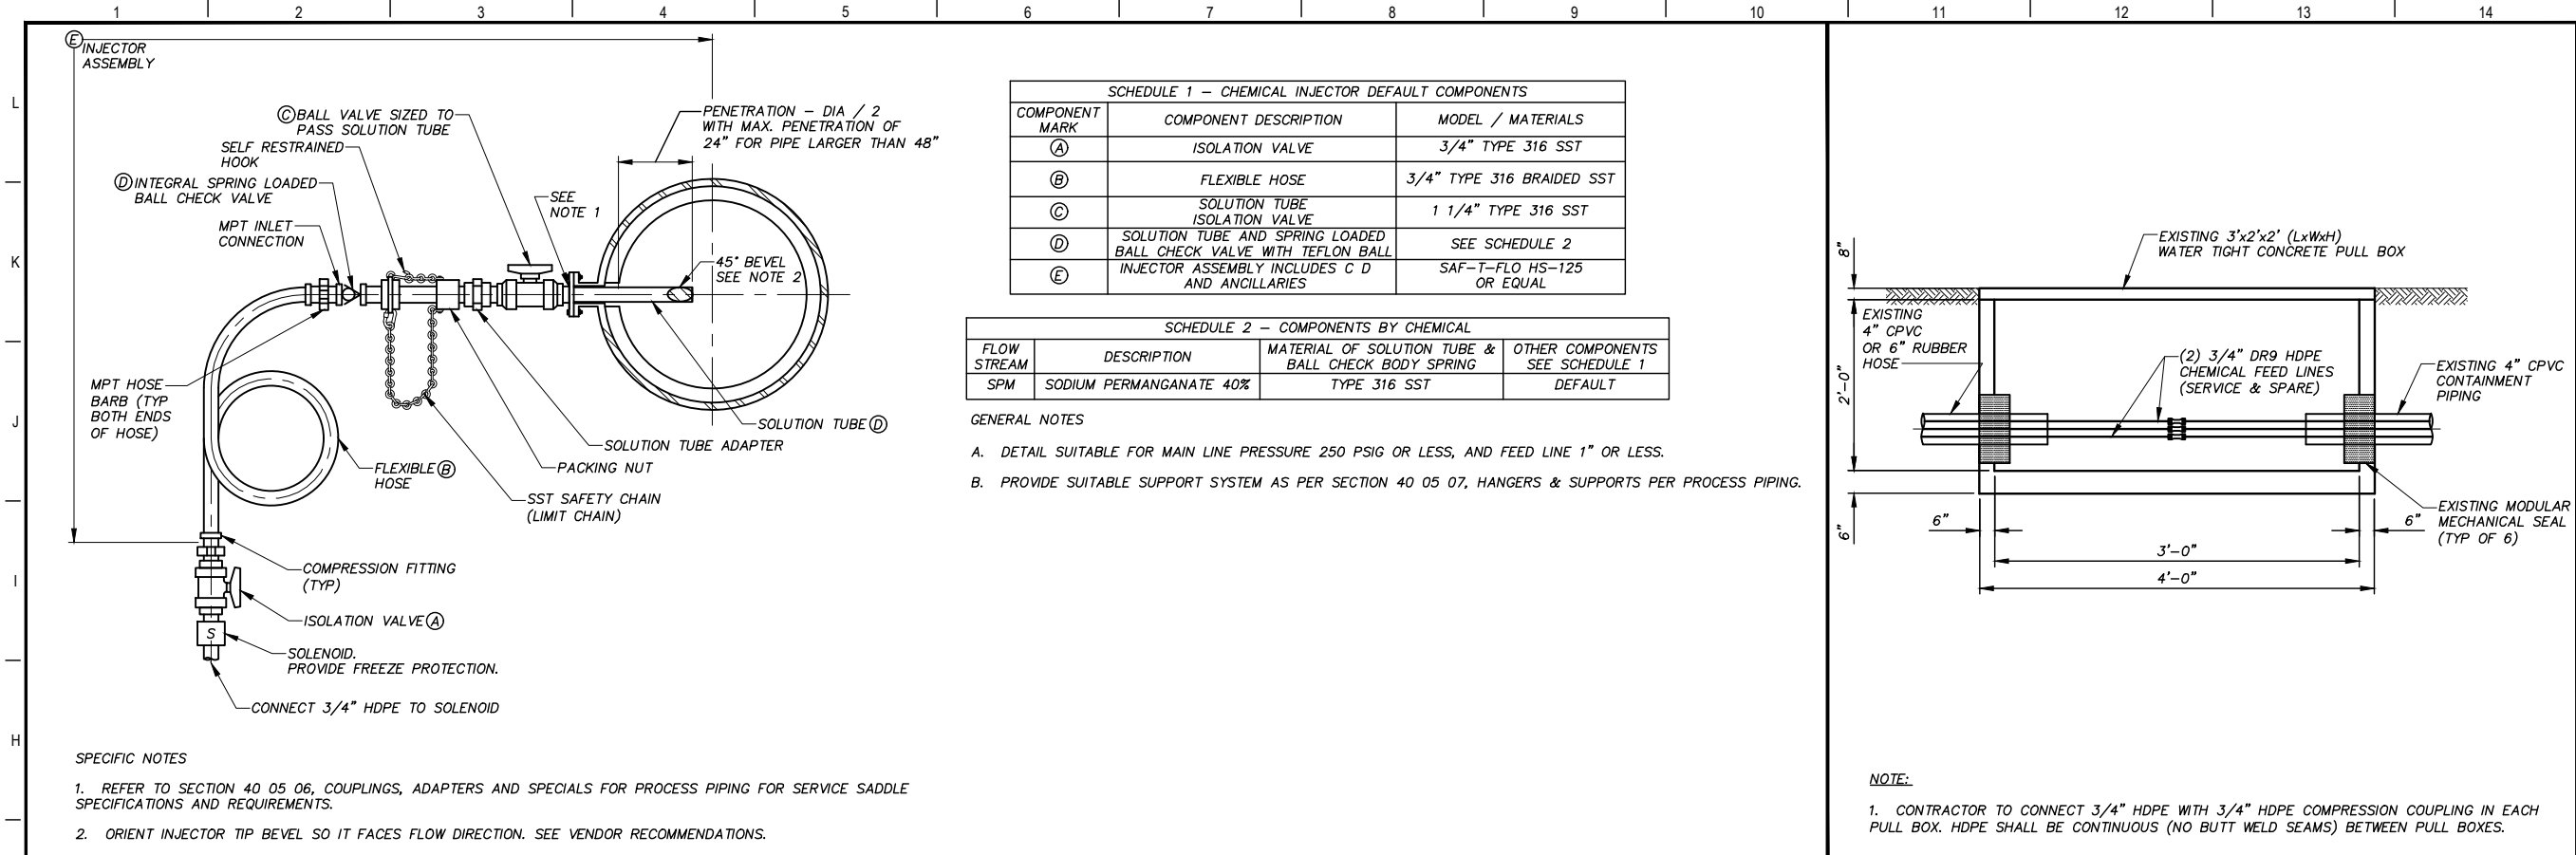 1 2 3 4 5 6 7 8 9 10 11 12 13 14
L
K
J
I
H
Ⓔ INJECTOR
ASSEMBLY
Ⓒ BALL VALVE SIZED TO
PASS SOLUTION TUBE
SELF RESTRAINED
HOOK
Ⓓ INTEGRAL SPRING LOADED
BALL CHECK VALVE
MPT INLET
CONNECTION
SEE
NOTE 1
PENETRATION - DIA / 2
WITH MAX. PENETRATION OF
24" FOR PIPE LARGER THAN 48"
45° BEVEL
SEE NOTE 2
MPT HOSE
BARB (TYP
BOTH ENDS
OF HOSE)
FLEXIBLE Ⓑ
HOSE
SOLUTION TUBE Ⓓ
SOLUTION TUBE ADAPTER
PACKING NUT
SST SAFETY CHAIN
(LIMIT CHAIN)
COMPRESSION FITTING
(TYP)
ISOLATION VALVE Ⓐ
S
SOLENOID.
PROVIDE FREEZE PROTECTION.
CONNECT 3/4" HDPE TO SOLENOID
SPECIFIC NOTES
1. REFER TO SECTION 40 05 06, COUPLINGS, ADAPTERS AND SPECIALS FOR PROCESS PIPING FOR SERVICE SADDLE
SPECIFICATIONS AND REQUIREMENTS.
2. ORIENT INJECTOR TIP BEVEL SO IT FACES FLOW DIRECTION. SEE VENDOR RECOMMENDATIONS.
SCHEDULE 1 - CHEMICAL INJECTOR DEFAULT COMPONENTS
COMPONENT
MARK
COMPONENT DESCRIPTION
MODEL / MATERIALS
Ⓐ ISOLATION VALVE 3/4" TYPE 316 SST
Ⓑ FLEXIBLE HOSE 3/4" TYPE 316 BRAIDED SST
Ⓒ SOLUTION TUBE
ISOLATION VALVE
1 1/4" TYPE 316 SST
Ⓓ SOLUTION TUBE AND SPRING LOADED
BALL CHECK VALVE WITH TEFLON BALL
SEE SCHEDULE 2
Ⓔ INJECTOR ASSEMBLY INCLUDES C D
AND ANCILLARIES
SAF-T-FLO HS-125
OR EQUAL
SCHEDULE 2 - COMPONENTS BY CHEMICAL
FLOW
STREAM
DESCRIPTION
MATERIAL OF SOLUTION TUBE &
BALL CHECK BODY SPRING
OTHER COMPONENTS
SEE SCHEDULE 1
SPM SODIUM PERMANGANATE 40% TYPE 316 SST DEFAULT
GENERAL NOTES
A. DETAIL SUITABLE FOR MAIN LINE PRESSURE 250 PSIG OR LESS, AND FEED LINE 1" OR LESS.
B. PROVIDE SUITABLE SUPPORT SYSTEM AS PER SECTION 40 05 07, HANGERS & SUPPORTS PER PROCESS PIPING.
8"
EXISTING 3'x2'x2' (LxWxH)
WATER TIGHT CONCRETE PULL BOX
EXISTING
4" CPVC
OR 6" RUBBER
HOSE
2'-0"
(2) 3/4" DR9 HDPE
CHEMICAL FEED LINES
(SERVICE & SPARE)
EXISTING 4" CPVC
CONTAINMENT
PIPING
EXISTING MODULAR
MECHANICAL SEAL
(TYP OF 6)
6"
6"
6"
3'-0"
4'-0"
NOTE:
1. CONTRACTOR TO CONNECT 3/4" HDPE WITH 3/4" HDPE COMPRESSION COUPLING IN EACH
PULL BOX. HDPE SHALL BE CONTINUOUS (NO BUTT WELD SEAMS) BETWEEN PULL BOXES.